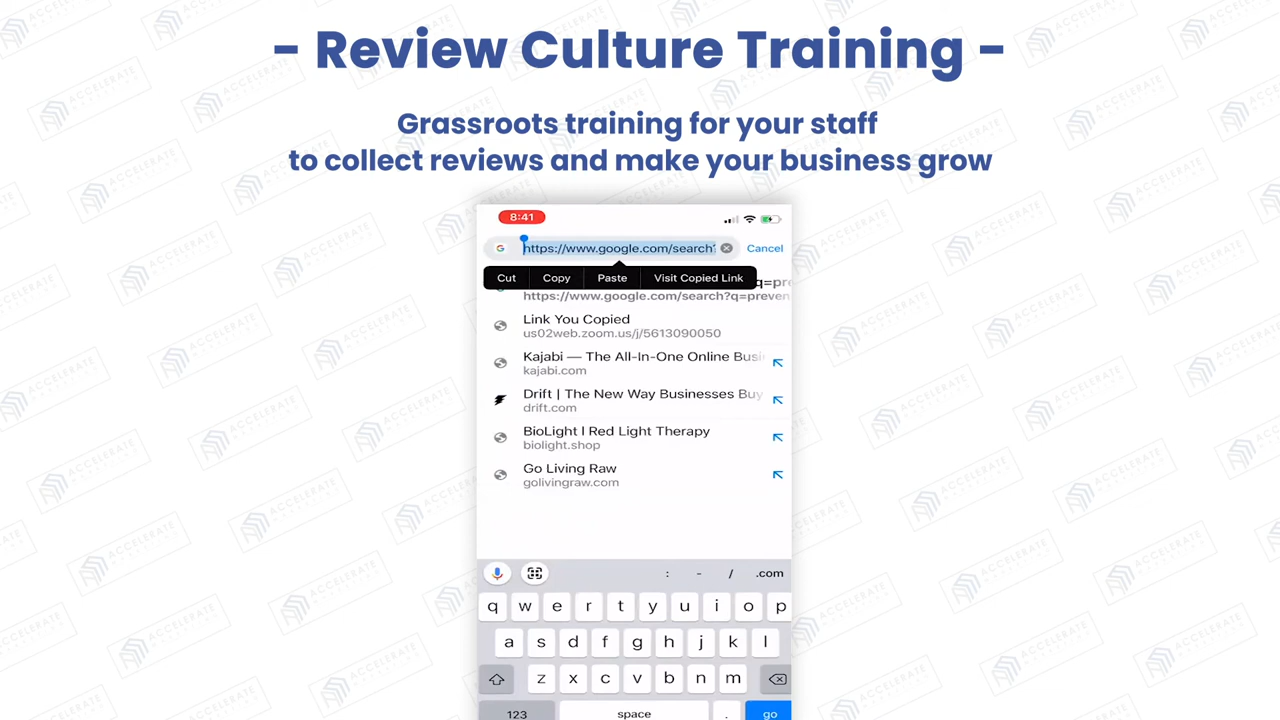 - Review Culture Training -
Grassroots training for your staff
to collect reviews and make your business grow
8:41
G https://www.google.com/search? Cancel
Cut Copy Paste Visit Copied Link
?q=pre
https://www.google.com/search?q=preven
Link You Copied
us02web.zoom.us/j/5613090050
Kajabi — The All-In-One Online Busi
kajabi.com
Drift | The New Way Businesses Buy
drift.com
BioLight | Red Light Therapy
biolight.shop
Go Living Raw
golivingraw.com
: - / .com
q w e r t y u i o p
a s d f g h j k l
z x c v b n m
123 space . go
ACCELERATE